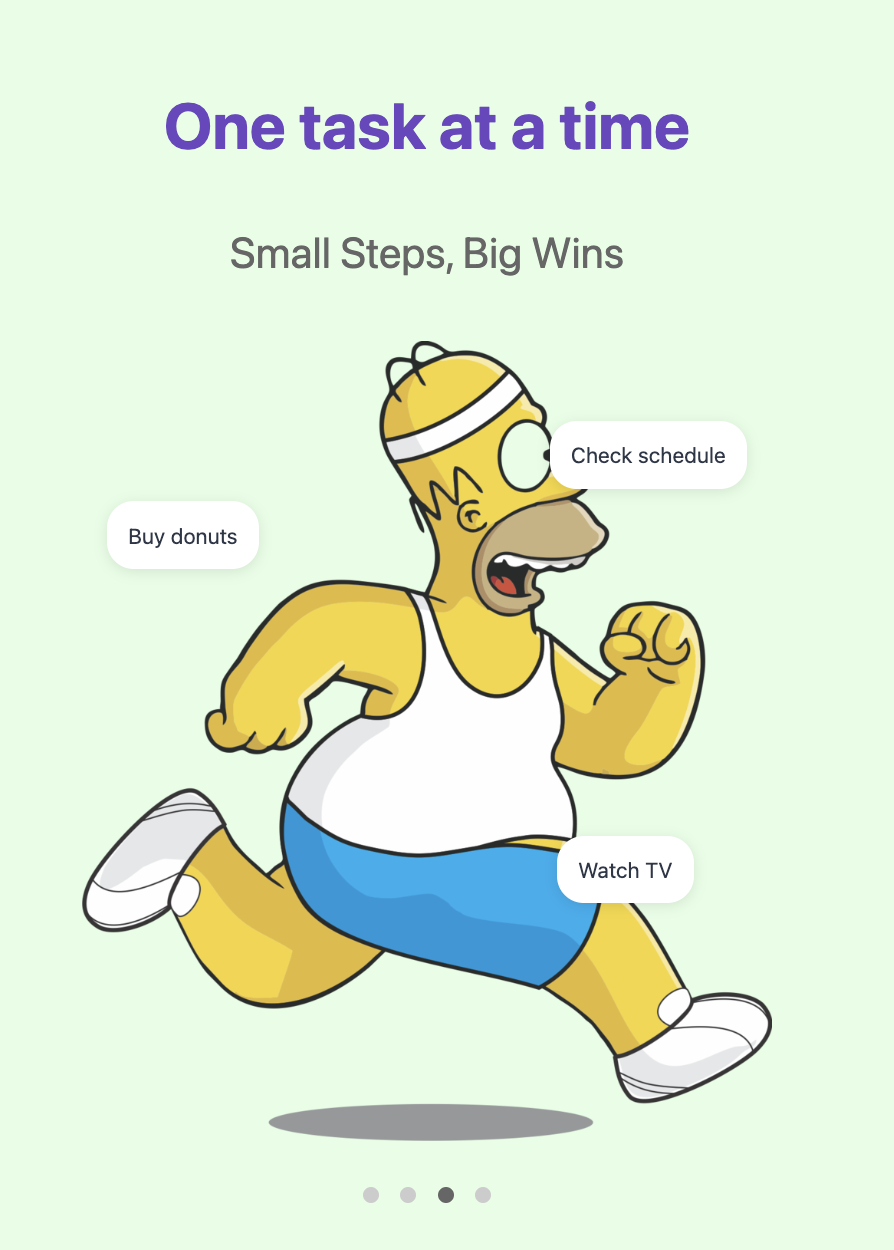 One task at a time
Small Steps, Big Wins
Check schedule
Buy donuts
Watch TV